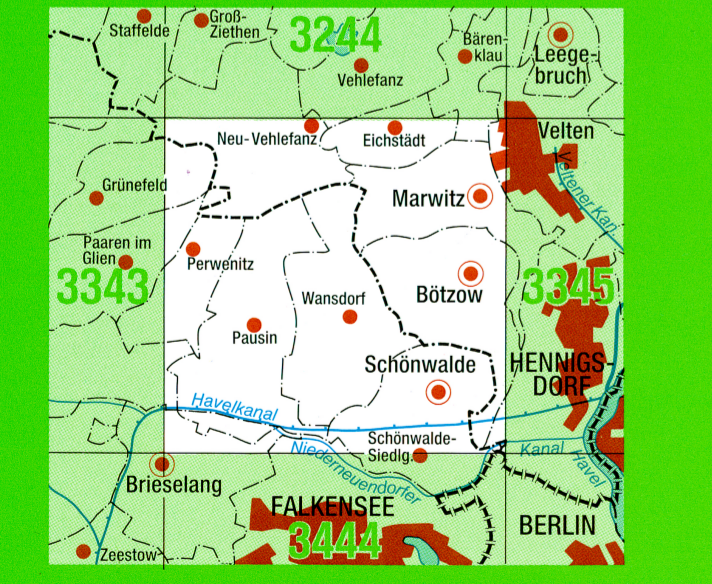 Staffelde
Groß-
Ziethen
3244
Vehlefanz
Bären-
klau
Leege-
bruch
Neu-Vehlefanz
Eichstädt
Velten
Veltener Kan.
Grünefeld
Marwitz
Paaren im
Glien
3343
Perwenitz
Wansdorf
Bötzow
3345
Pausin
Schönwalde
HENNIGS-
DORF
Havelkanal
Schönwalde-
Siedlg.
Niederneuendorfer
Kanal
Havel
Brieselang
FALKENSEE
3444
BERLIN
Zeestow